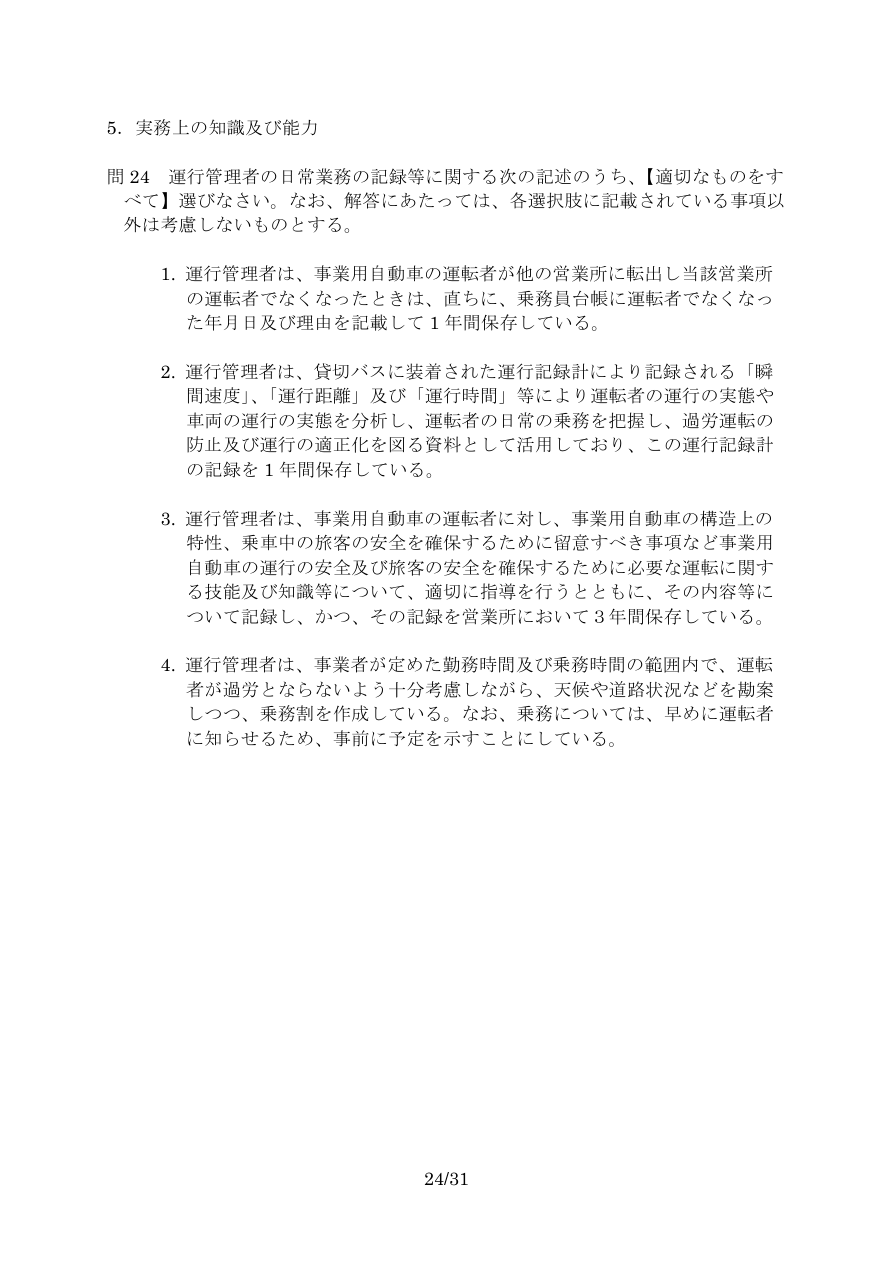 5．実務上の知識及び能力
問 24　運行管理者の日常業務の記録等に関する次の記述のうち、【適切なものをす
べて】選びなさい。なお、解答にあたっては、各選択肢に記載されている事項以
外は考慮しないものとする。
1. 運行管理者は、事業用自動車の運転者が他の営業所に転出し当該営業所
の運転者でなくなったときは、直ちに、乗務員台帳に運転者でなくなっ
た年月日及び理由を記載して 1 年間保存している。
2. 運行管理者は、貸切バスに装着された運行記録計により記録される「瞬
間速度」、「運行距離」及び「運行時間」等により運転者の運行の実態や
車両の運行の実態を分析し、運転者の日常の乗務を把握し、過労運転の
防止及び運行の適正化を図る資料として活用しており、この運行記録計
の記録を 1 年間保存している。
3. 運行管理者は、事業用自動車の運転者に対し、事業用自動車の構造上の
特性、乗車中の旅客の安全を確保するために留意すべき事項など事業用
自動車の運行の安全及び旅客の安全を確保するために必要な運転に関す
る技能及び知識等について、適切に指導を行うとともに、その内容等に
ついて記録し、かつ、その記録を営業所において３年間保存している。
4. 運行管理者は、事業者が定めた勤務時間及び乗務時間の範囲内で、運転
者が過労とならないよう十分考慮しながら、天候や道路状況などを勘案
しつつ、乗務割を作成している。なお、乗務については、早めに運転者
に知らせるため、事前に予定を示すことにしている。
24/31